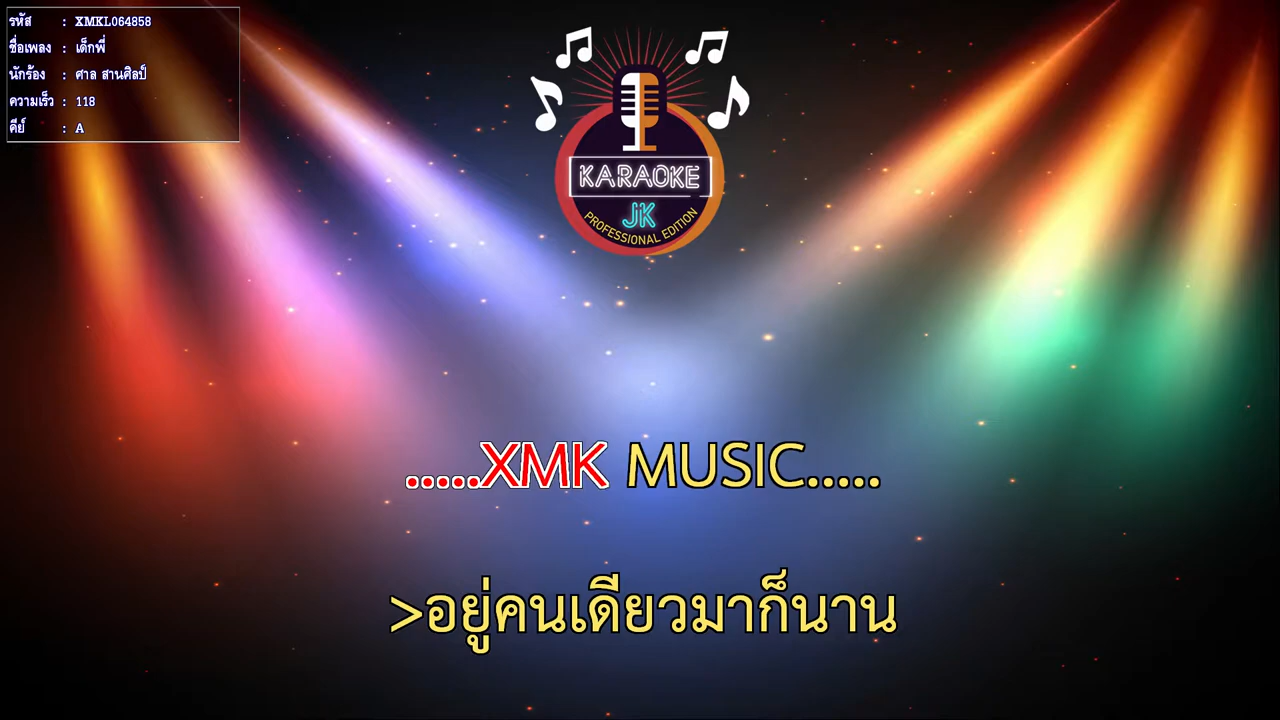 รหัส : XMKL064858
ชื่อเพลง : เด็กพี่
นักร้อง : ศาล สานศิลป์
ความเร็ว : 118
คีย์ : A
KARAOKE
JK
PROFESSIONAL EDITION
.....XMK MUSIC.....
>อยู่คนเดียวมาก็นาน